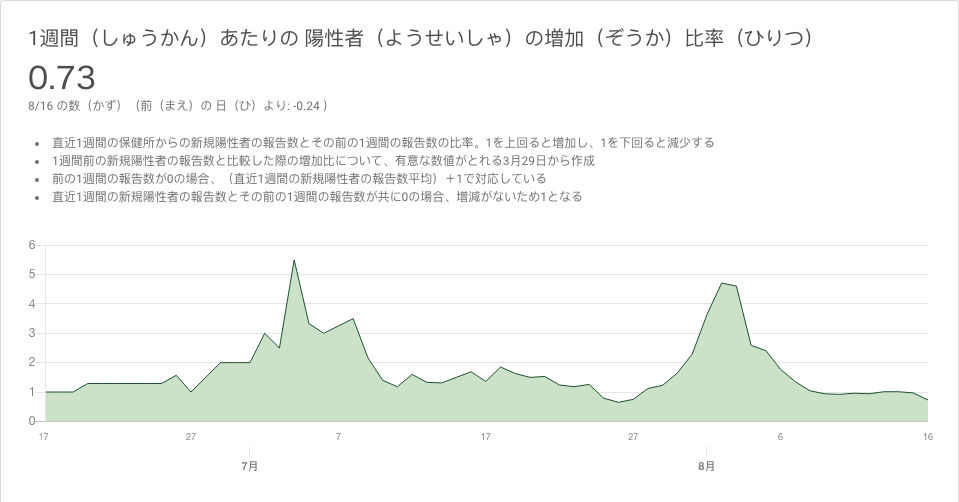 1週間（しゅうかん）あたりの 陽性者（ようせいしゃ）の増加（ぞうか）比率（ひりつ）
0.73
8/16 の数（かず）（前（まえ）の 日（ひ）より: -0.24 ）
• 直近1週間の保健所からの新規陽性者の報告数とその前の1週間の報告数の比率。1を上回ると増加し、1を下回ると減少する
• 1週間前の新規陽性者の報告数と比較した際の増加比について、有意な数値がとれる3月29日から作成
• 前の1週間の報告数が0の場合、（直近1週間の新規陽性者の報告数平均）＋1で対応している
• 直近1週間の新規陽性者の報告数とその前の1週間の報告数が共に0の場合、増減がないため1となる
6
5
4
3
2
1
0
17 27 7 17 27 6 16
7月 8月